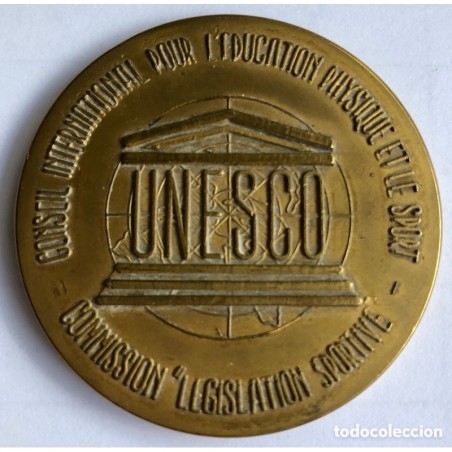 CONSEIL INTERNATIONAL POUR L'EDUCATION PHYSIQUE ET LE SPORT
UNESCO
- COMMISSION "LEGISLATION SPORTIVE -
todocoleccion